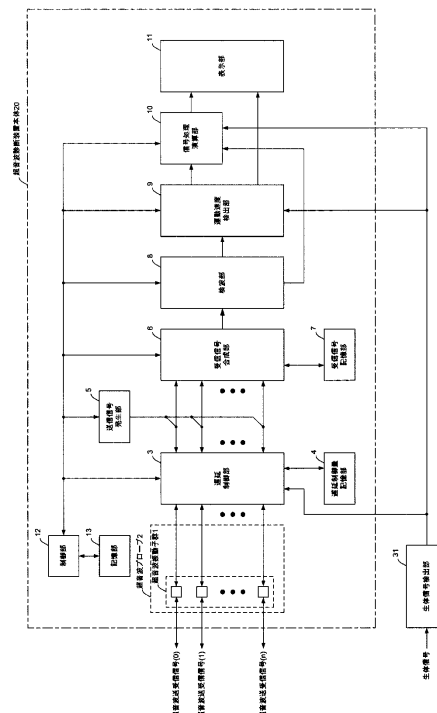 超音波診断装置本体20
12
制御部
13
記憶部
超音波プローブ2
超音波振動子群1
超音波送受信信号(0)
超音波送受信信号(1)
超音波送受信信号(n)
3
遅延
制御部
4
遅延制御量
記憶部
5
送信信号
発生部
6
受信信号
合成部
7
受信信号
記憶部
8
検波部
9
運動速度
検出部
10
信号処理
演算部
11
表示部
31
生体信号検出部
生体信号